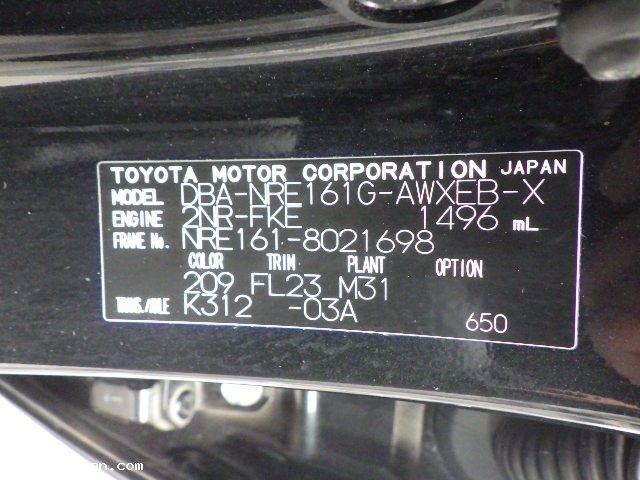 TOYOTA MOTOR CORPORATION JAPAN
MODEL DBA-NRE161G-AWXEB-X
ENGINE 2NR-FKE 1496 mL
FRAME No. NRE161-8021698
COLOR TRIM PLANT OPTION
209 FL23 M31
TRANS./AXLE K312 -03A
650